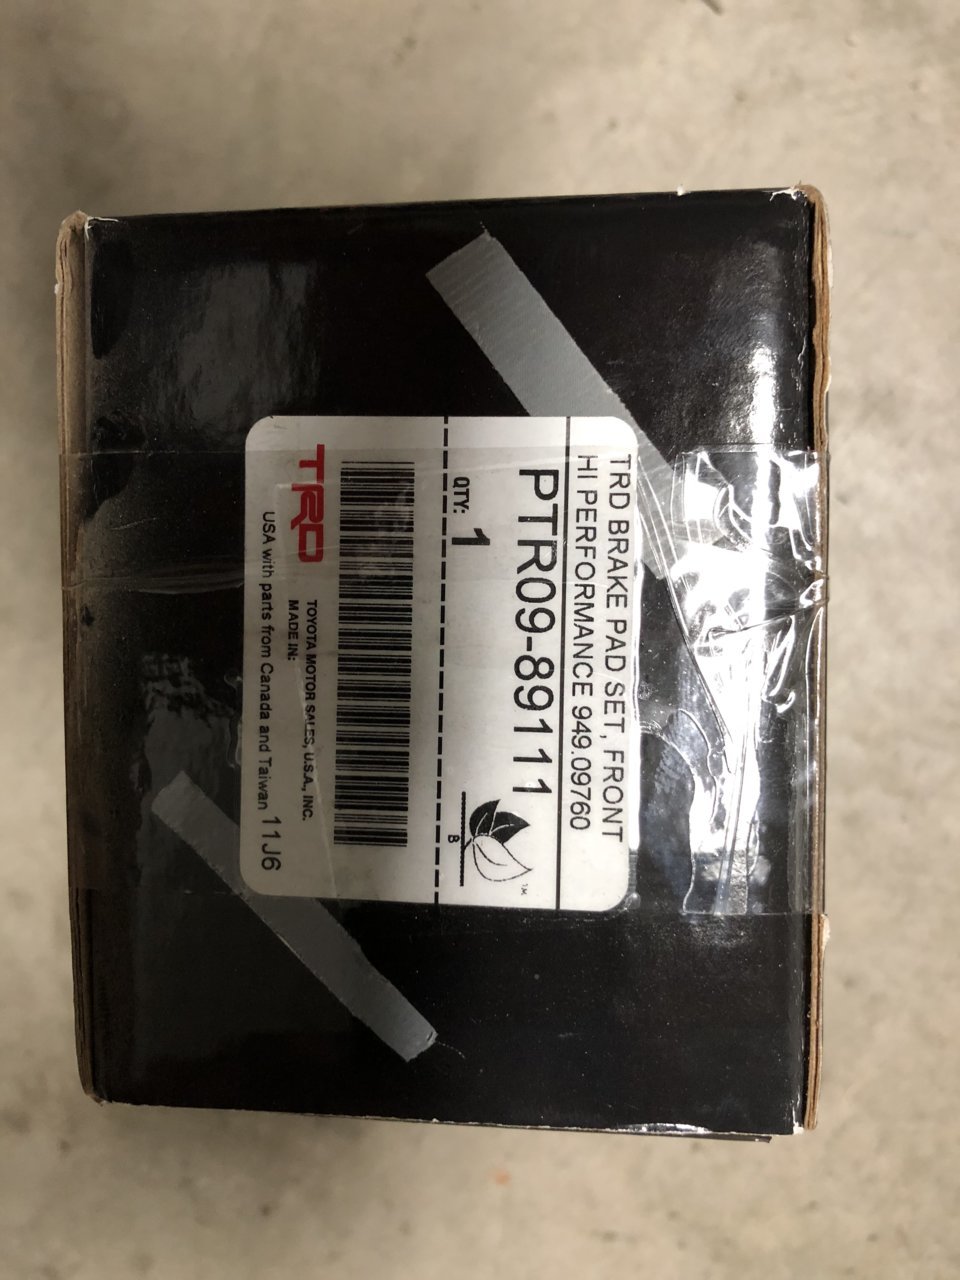 TRD BRAKE PAD SET, FRONT
HI PERFORMANCE 949.09760
PTR09-89111
QTY: 1
B
TM
TRD
TOYOTA MOTOR SALES, U.S.A., INC.
MADE IN:
USA with parts from Canada and Taiwan 11J6